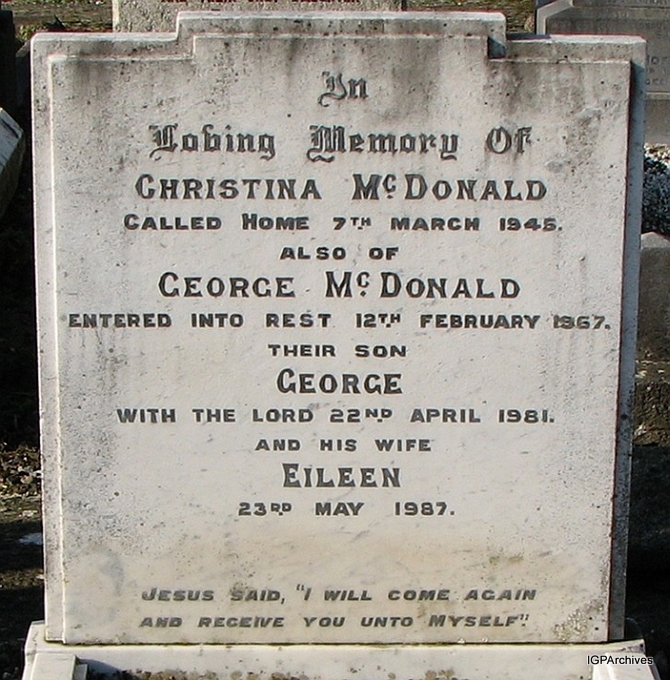 In
Loving Memory Of
CHRISTINA McDONALD
CALLED HOME 7TH MARCH 1945.
ALSO OF
GEORGE McDONALD
ENTERED INTO REST 12TH FEBRUARY 1967.
THEIR SON
GEORGE
WITH THE LORD 22ND APRIL 1981.
AND HIS WIFE
EILEEN
23RD MAY 1987.
JESUS SAID, "I WILL COME AGAIN
AND RECEIVE YOU UNTO MYSELF"
IGPArchives